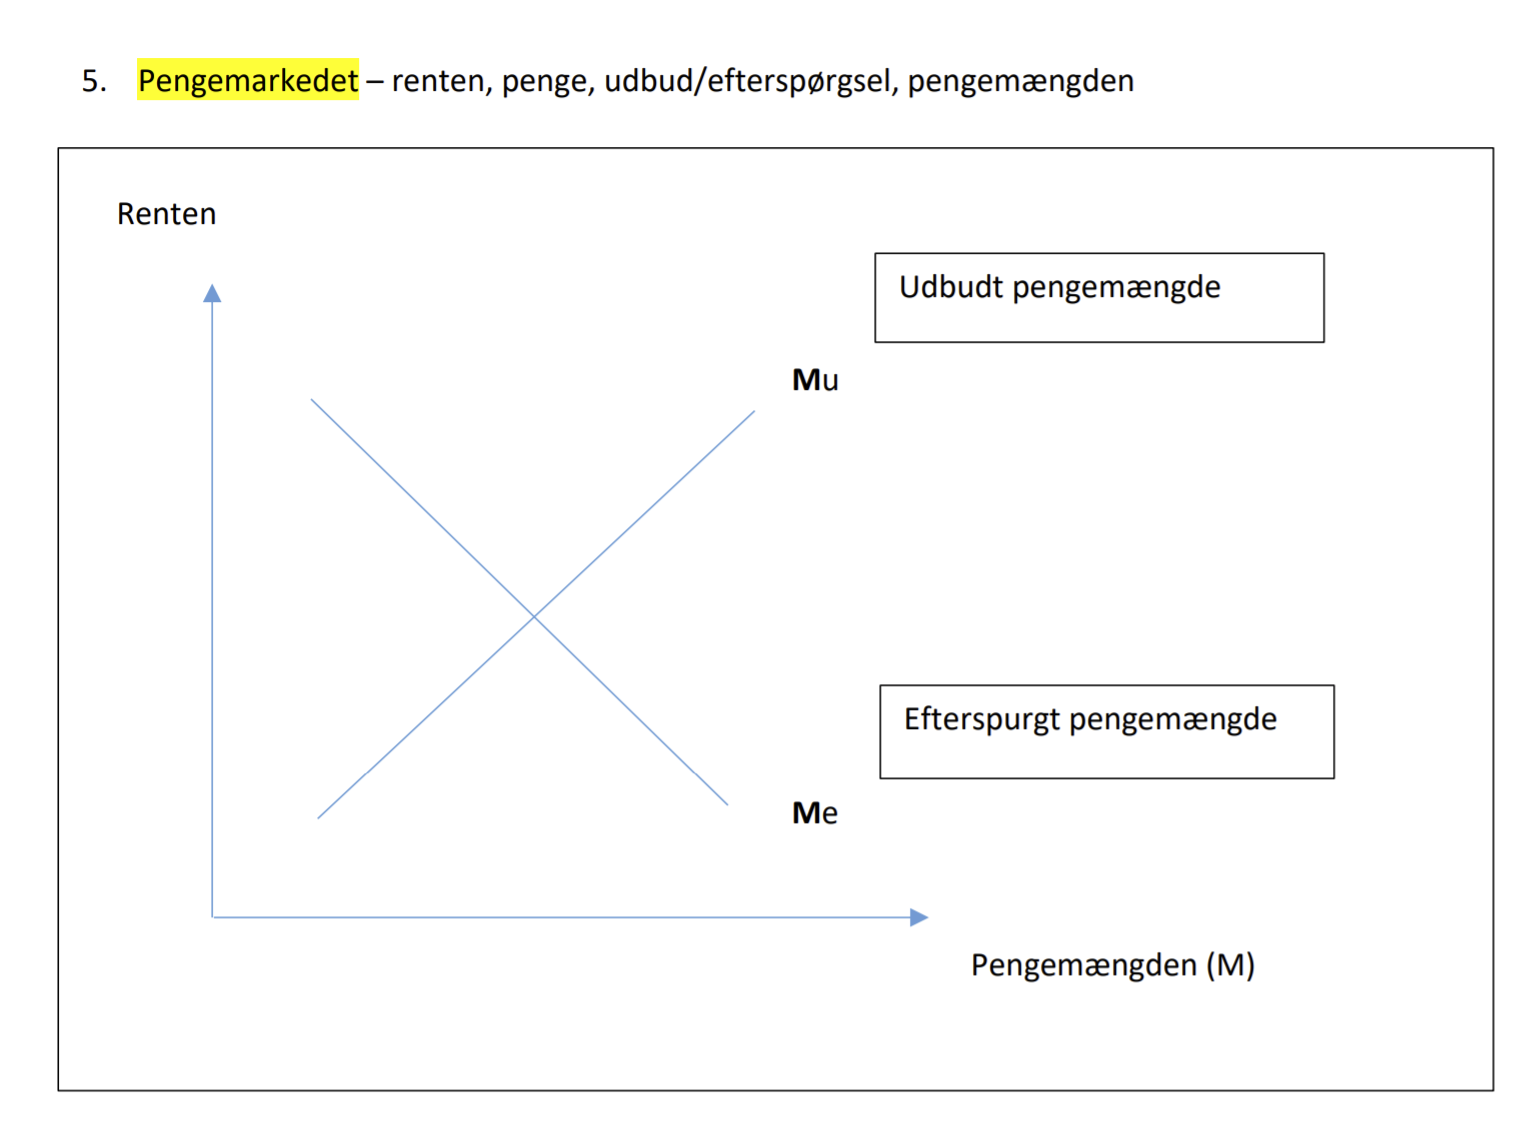 5. Pengemarkedet – renten, penge, udbud/efterspørgsel, pengemængden
Renten
Udbudt pengemængde
Mu
Efterspurgt pengemængde
Me
Pengemængden (M)